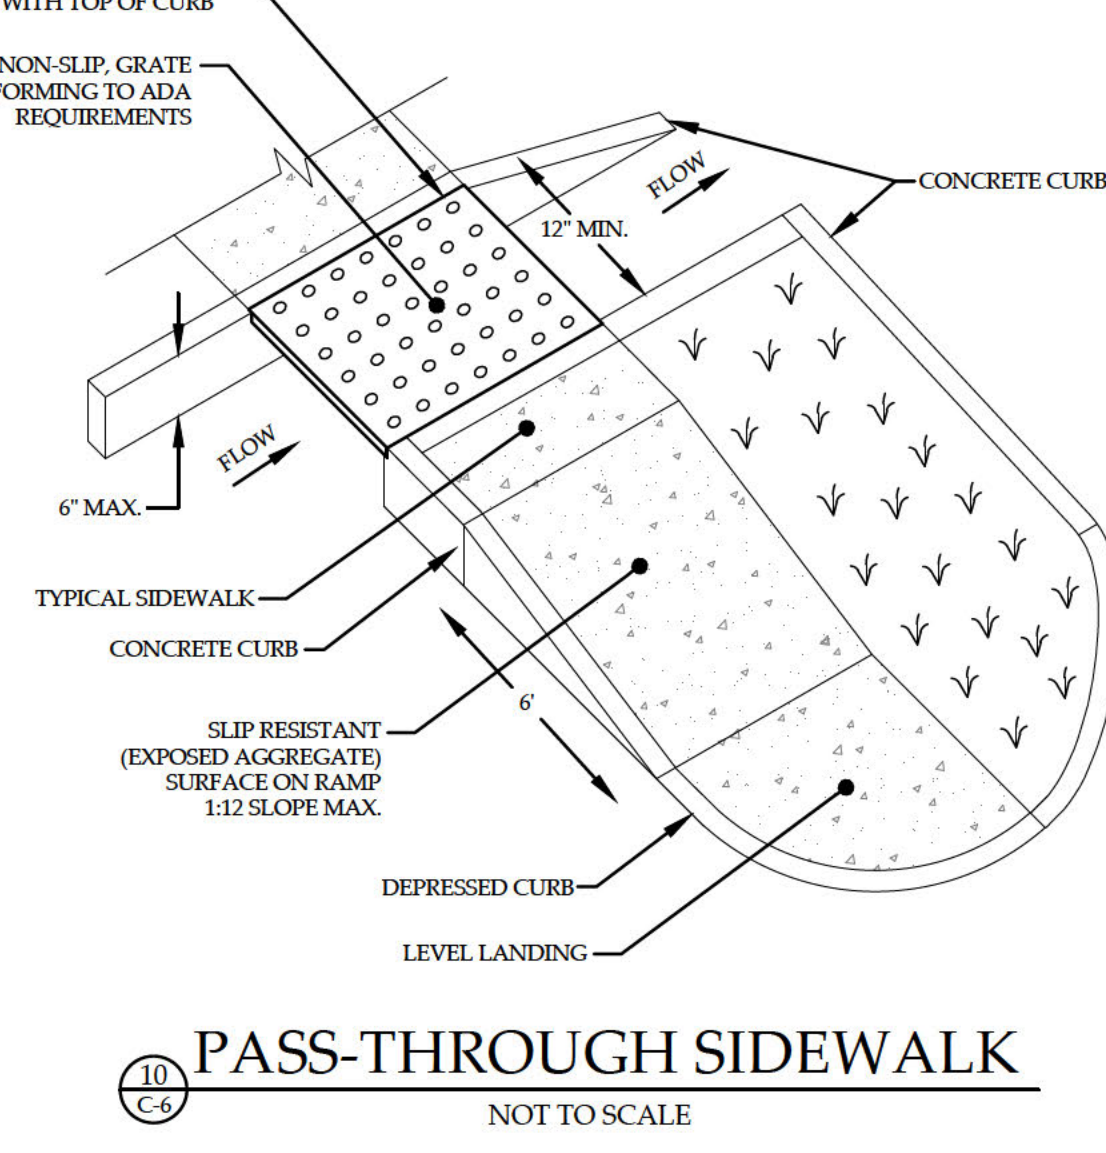 WITH TOP OF CURB
NON-SLIP, GRATE
FORMING TO ADA
REQUIREMENTS
FLOW
CONCRETE CURB
12" MIN.
FLOW
6" MAX.
TYPICAL SIDEWALK
CONCRETE CURB
6'
SLIP RESISTANT
(EXPOSED AGGREGATE)
SURFACE ON RAMP
1:12 SLOPE MAX.
DEPRESSED CURB
LEVEL LANDING
PASS-THROUGH SIDEWALK
10
C-6
NOT TO SCALE